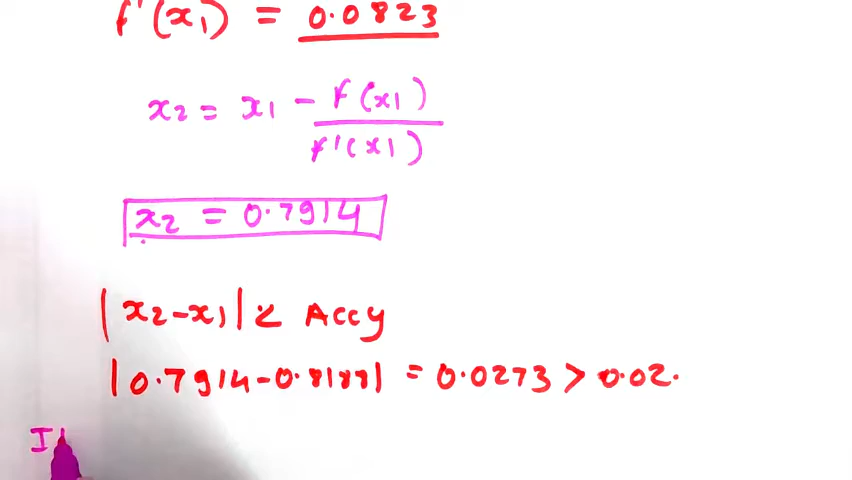 f'(x1) = 0.0823
x2 = x1 - f(x1)
f'(x1)
x2 = 0.7914
|x2-x1| < Accy
|0.7914-0.8188| = 0.0273 > 0.02.